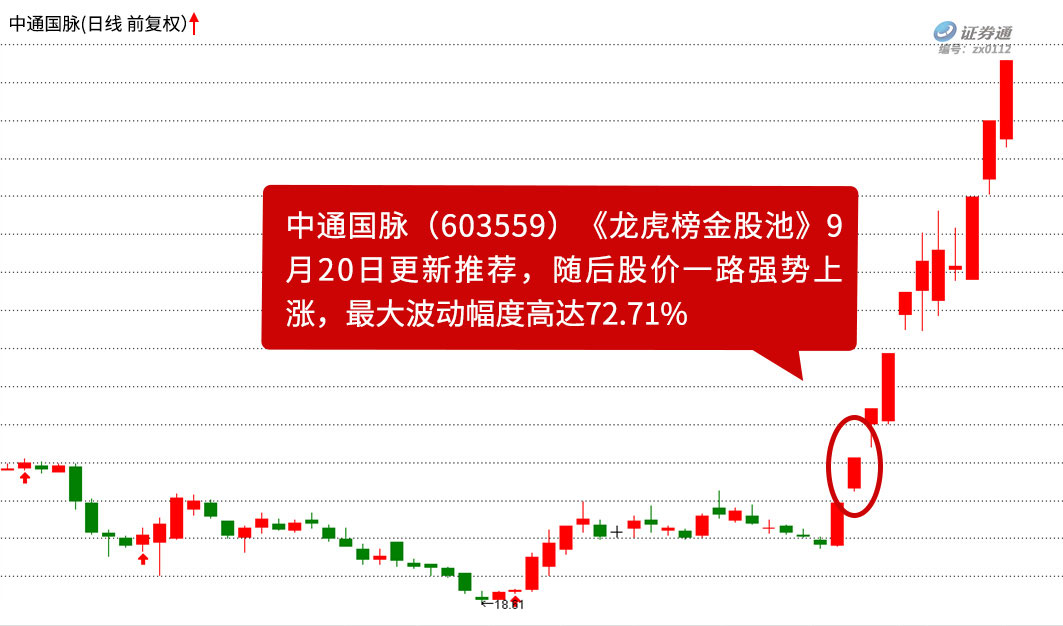 中通国脉(日线 前复权)
证券通
编号：zx0112
中通国脉（603559）《龙虎榜金股池》9
月20日更新推荐，随后股价一路强势上
涨，最大波动幅度高达72.71%